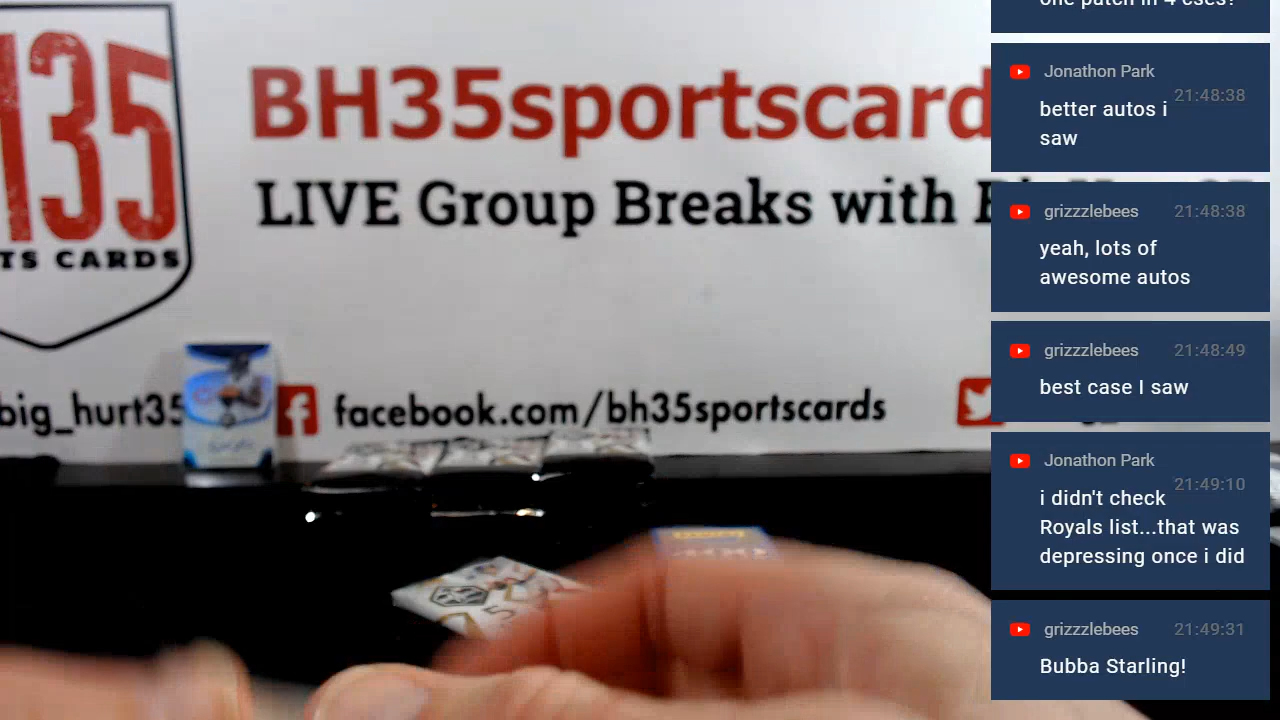 135
TS CARDS
BH35sportscard
LIVE Group Breaks with
big_hurt35
facebook.com/bh35sportscards
5
Jonathon Park
21:48:38
better autos i
saw
grizzzlebees 21:48:38
yeah, lots of
awesome autos
grizzzlebees 21:48:49
best case I saw
Jonathon Park
21:49:10
i didn't check
Royals list...that was
depressing once i did
grizzzlebees 21:49:31
Bubba Starling!